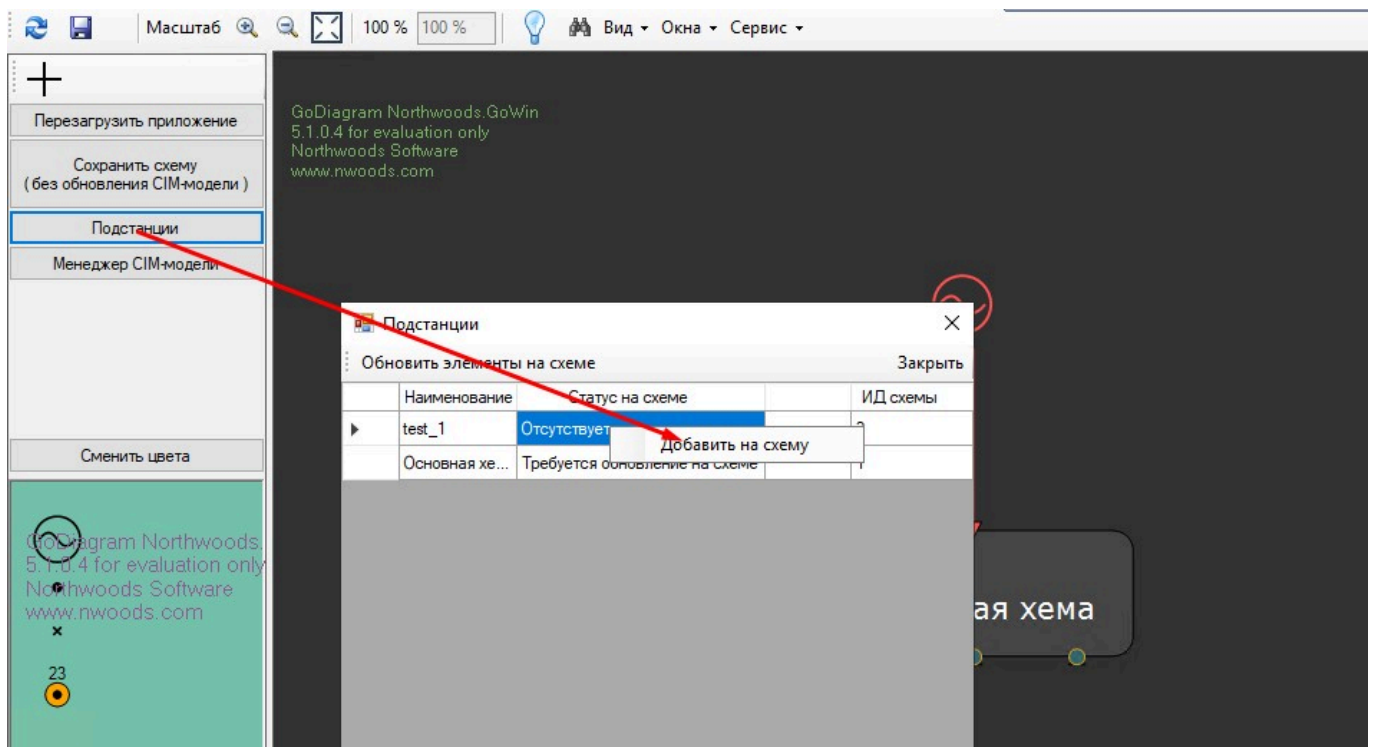 Масштаб 100 % 100 % Вид Окна Сервис
GoDiagram Northwoods.GoWin
5.1.0.4 for evaluation only
Northwoods Software
www.nwoods.com
Перезагрузить приложение
Сохранить схему
( без обновления CIM-модели )
Подстанции
Менеджер CIM-модели
Подстанции
Обновить элементы на схеме Закрыть
Наименование Статус на схеме ИД схемы
test_1 Отсутствует
Добавить на схему
Основная хе... Требуется обновление на схеме 1
Сменить цвета
GoDiagram Northwoods.
5.1.0.4 for evaluation only
Northwoods Software
www.nwoods.com
23
ая хема